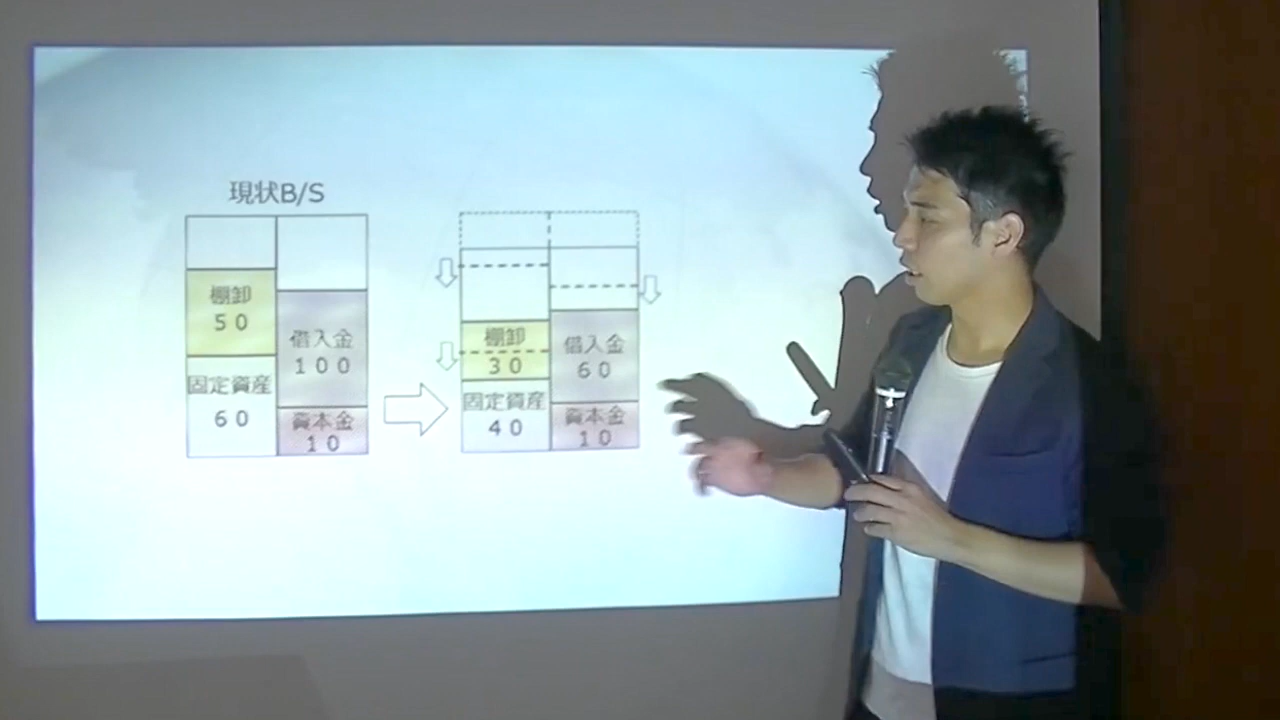 現状B/S
棚卸
５０
固定資産
６０
借入金
１００
資本金
１０
棚卸
３０
固定資産
４０
借入金
６０
資本金
１０